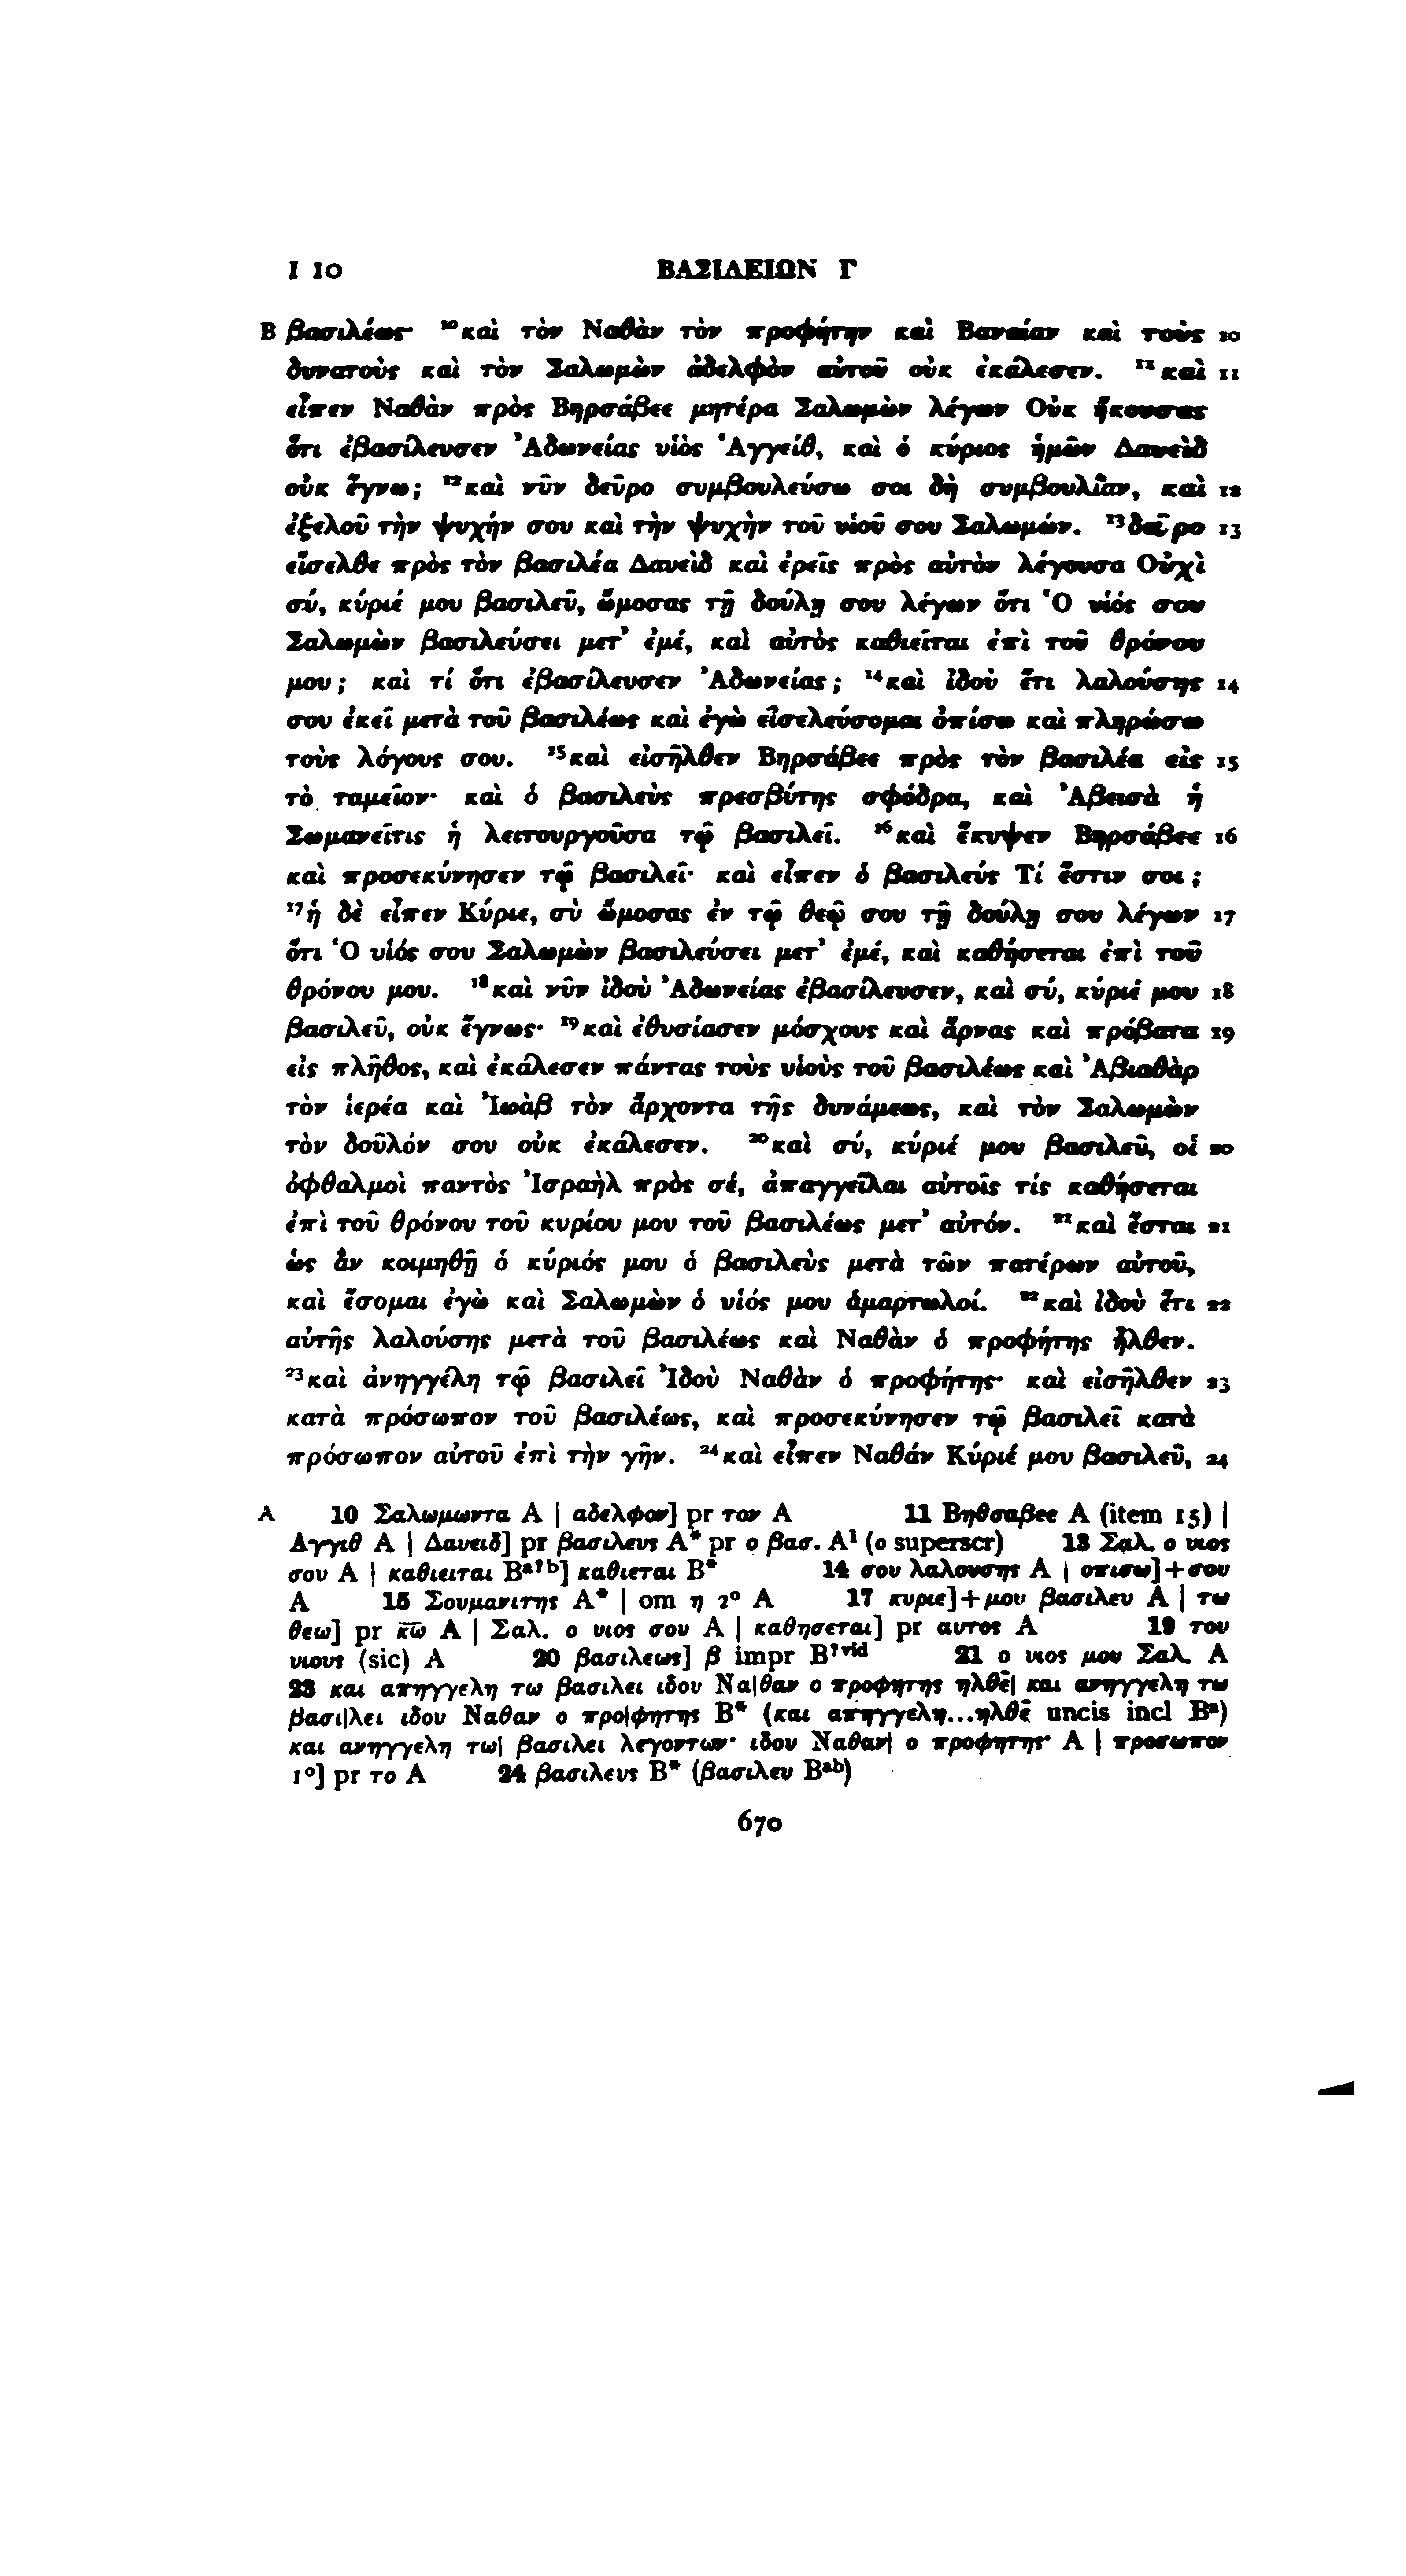 I 10 ΒΑΣΙΛΕΙΩΝ Γ
B βασιλέως· ¹⁰καὶ τὸν Ναθὰν τὸν προφήτην καὶ Βαναίαν καὶ τοὺς 10
δυνατοὺς καὶ τὸν Σαλωμὼν ἀδελφὸν αὐτοῦ οὐκ ἐκάλεσεν. ¹¹καὶ 11
εἶπεν Ναθὰν πρὸς Βηρσάβεε μητέρα Σαλωμὼν λέγων Οὐκ ἤκουσας
ὅτι ἐβασίλευσεν Ἀδωνείας υἱὸς Ἁγγείθ, καὶ ὁ κύριος ἡμῶν Δαυεὶδ
οὐκ ἔγνω; ¹²καὶ νῦν δεῦρο συμβουλεύσω σοι δὴ συμβουλίαν, καὶ 12
ἐξελοῦ τὴν ψυχήν σου καὶ τὴν ψυχὴν τοῦ υἱοῦ σου Σαλωμών. ¹³δεῦρο 13
εἴσελθε πρὸς τὸν βασιλέα Δαυεὶδ καὶ ἐρεῖς πρὸς αὐτὸν λέγουσα Οὐχὶ
σύ, κύριέ μου βασιλεῦ, ὤμοσας τῇ δούλῃ σου λέγων ὅτι Ὁ υἱός σου
Σαλωμὼν βασιλεύσει μετ᾽ ἐμέ, καὶ αὐτὸς καθιεῖται ἐπὶ τοῦ θρόνου
μου; καὶ τί ὅτι ἐβασίλευσεν Ἀδωνείας; ¹⁴καὶ ἰδοὺ ἔτι λαλούσης 14
σου ἐκεῖ μετὰ τοῦ βασιλέως καὶ ἐγὼ εἰσελεύσομαι ὀπίσω καὶ πληρώσω
τοὺς λόγους σου. ¹⁵καὶ εἰσῆλθεν Βηρσάβεε πρὸς τὸν βασιλέα εἰς 15
τὸ ταμεῖον· καὶ ὁ βασιλεὺς πρεσβύτης σφόδρα, καὶ Ἀβεισὰ ἡ
Σωμανεῖτις ἡ λειτουργοῦσα τῷ βασιλεῖ. ¹⁶καὶ ἔκυψεν Βηρσάβεε 16
καὶ προσεκύνησεν τῷ βασιλεῖ· καὶ εἶπεν ὁ βασιλεύς Τί ἔστιν σοι;
¹⁷ἡ δὲ εἶπεν Κύριε, σὺ ὤμοσας ἐν τῷ θεῷ σου τῇ δούλῃ σου λέγων 17
ὅτι Ὁ υἱός σου Σαλωμὼν βασιλεύσει μετ᾽ ἐμέ, καὶ καθήσεται ἐπὶ τοῦ
θρόνου μου. ¹⁸καὶ νῦν ἰδοὺ Ἀδωνείας ἐβασίλευσεν, καὶ σύ, κύριέ μου 18
βασιλεῦ, οὐκ ἔγνως· ¹⁹καὶ ἐθυσίασεν μόσχους καὶ ἄρνας καὶ πρόβατα 19
εἰς πλῆθος, καὶ ἐκάλεσεν πάντας τοὺς υἱοὺς τοῦ βασιλέως καὶ Ἀβιαθὰρ
τὸν ἱερέα καὶ Ἰωὰβ τὸν ἄρχοντα τῆς δυνάμεως, καὶ τὸν Σαλωμὼν
τὸν δοῦλόν σου οὐκ ἐκάλεσεν. ²⁰καὶ σύ, κύριέ μου βασιλεῦ, οἱ 20
ὀφθαλμοὶ παντὸς Ἰσραὴλ πρὸς σέ, ἀπαγγεῖλαι αὐτοῖς τίς καθήσεται
ἐπὶ τοῦ θρόνου τοῦ κυρίου μου τοῦ βασιλέως μετ᾽ αὐτόν. ²¹καὶ ἔσται 21
ὡς ἂν κοιμηθῇ ὁ κύριός μου ὁ βασιλεὺς μετὰ τῶν πατέρων αὐτοῦ,
καὶ ἔσομαι ἐγὼ καὶ Σαλωμὼν ὁ υἱός μου ἁμαρτωλοί. ²²καὶ ἰδοὺ ἔτι 22
αὐτῆς λαλούσης μετὰ τοῦ βασιλέως καὶ Ναθὰν ὁ προφήτης ἦλθεν.
²³καὶ ἀνηγγέλη τῷ βασιλεῖ Ἰδοὺ Ναθὰν ὁ προφήτης· καὶ εἰσῆλθεν 23
κατὰ πρόσωπον τοῦ βασιλέως, καὶ προσεκύνησεν τῷ βασιλεῖ κατὰ
πρόσωπον αὐτοῦ ἐπὶ τὴν γῆν. ²⁴καὶ εἶπεν Ναθάν Κύριέ μου βασιλεῦ, 24
A 10 Σαλωμωντα A | αδελφον] pr τον A 11 Βηθσαβεε A (item 15) |
Αγγιθ A | Δαυειδ] pr βασιλευς A* pr ο βασ. A¹ (ο superscr) 13 Σαλ. ο υιος
σου A | καθιειται Bᵃ?ᵇ] καθιεται B* 14 σου λαλουσης A | οπισω]+σου
A 15 Σουμανιτης A* | om η 2° A 17 κυριε]+μου βασιλευ A | τω
θεω] pr κ̅ω̅ A | Σαλ. ο υιος σου A | καθησεται] pr αυτος A 19 του
υιους (sic) A 20 βασιλεως] β impr B?ᵛⁱᵈ 21 ο υιος μου Σαλ. A
23 και απηγγελη τω βασιλει ιδου Να|θαν ο προφητης ηλθε̅| και ανηγγελη τω
βασι|λει ιδου Ναθαν ο προ|φητης B* (και απηγγελη...ηλθε̅ uncis incl Bᵃ)
και ανηγγελη τω| βασιλει λεγοντων· ιδου Ναθαν| ο προφητης· A | προσωπον
1°] pr το A 24 βασιλευς B* (βασιλευ Bᵃᵇ)
670